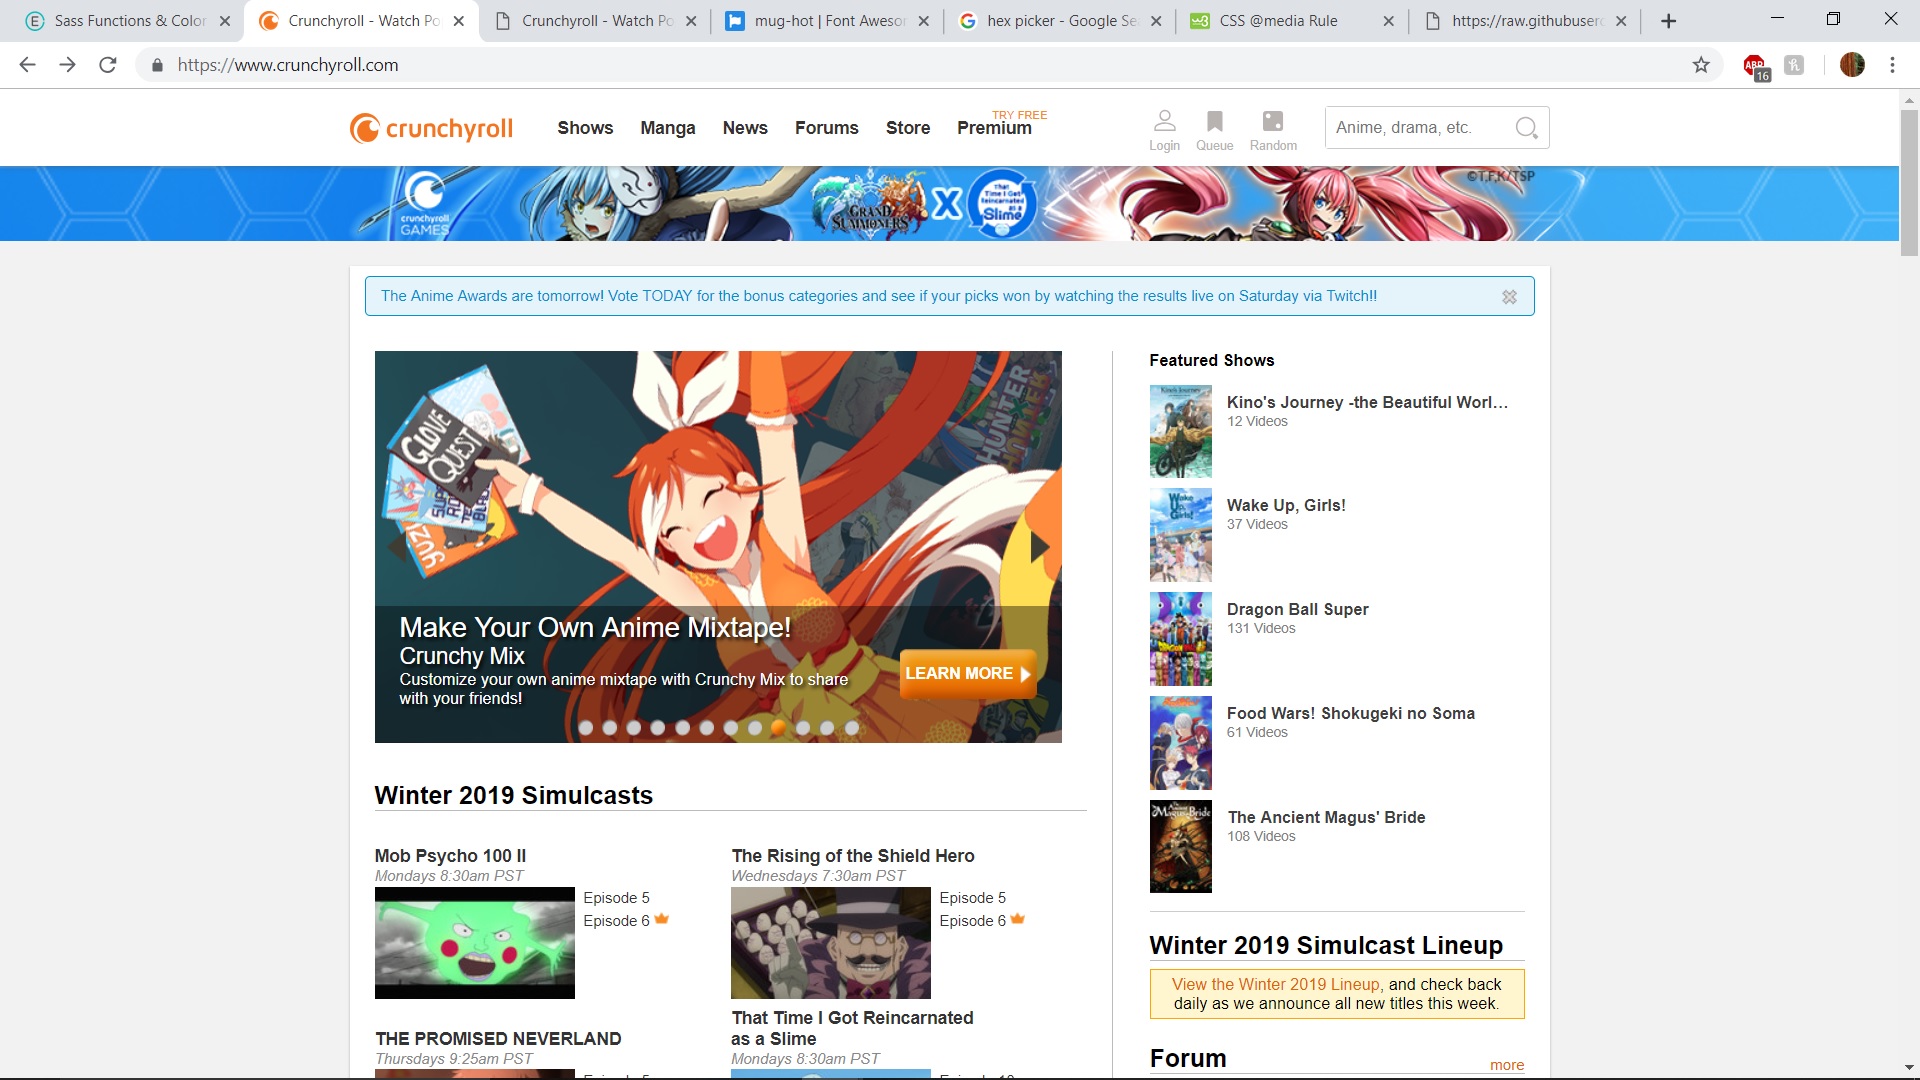 Sass Functions & Color
Crunchyroll - Watch Po
Crunchyroll - Watch Po
mug-hot | Font Awesor
hex picker - Google Se
CSS @media Rule
https://raw.githubuserc
https://www.crunchyroll.com
ABP
16
crunchyroll
Shows
Manga
News
Forums
Store
TRY FREE
Premium
Login
Queue
Random
Anime, drama, etc.
crunchyroll
GAMES
GRAND
SUMMONERS
X
That
Time I Got
Reincarnated
as a
Slime
©T,F,K/TSP
The Anime Awards are tomorrow! Vote TODAY for the bonus categories and see if your picks won by watching the results live on Saturday via Twitch!!
GLOVE
QUEST
HUNTER
HUNTER
Make Your Own Anime Mixtape!
Crunchy Mix
Customize your own anime mixtape with Crunchy Mix to share
with your friends!
LEARN MORE
Featured Shows
Kino's Journey -the Beautiful Worl…
12 Videos
Wake Up, Girls!
37 Videos
Dragon Ball Super
131 Videos
Food Wars! Shokugeki no Soma
61 Videos
The Ancient Magus' Bride
108 Videos
Winter 2019 Simulcasts
Mob Psycho 100 II
Mondays 8:30am PST
Episode 5
Episode 6
The Rising of the Shield Hero
Wednesdays 7:30am PST
Episode 5
Episode 6
THE PROMISED NEVERLAND
Thursdays 9:25am PST
That Time I Got Reincarnated
as a Slime
Mondays 8:30am PST
Winter 2019 Simulcast Lineup
View the Winter 2019 Lineup, and check back
daily as we announce all new titles this week.
Forum
more